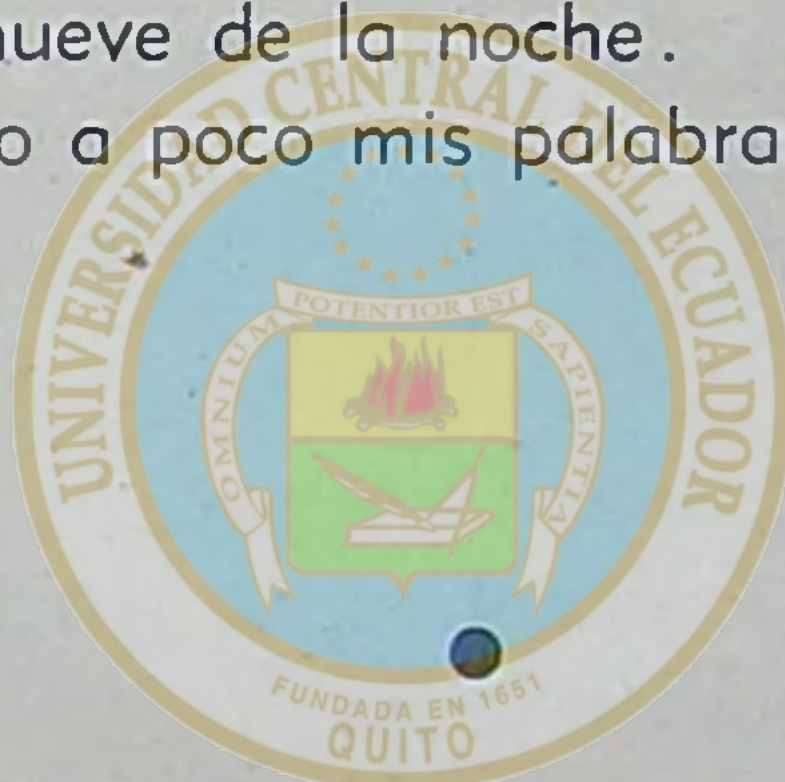 nueve de la noche.
o a poco mis palabra
UNIVERSIDAD CENTRAL DEL ECUADOR
OMNIUM POTENTIOR EST SAPIENTIA
FUNDADA EN 1651
QUITO